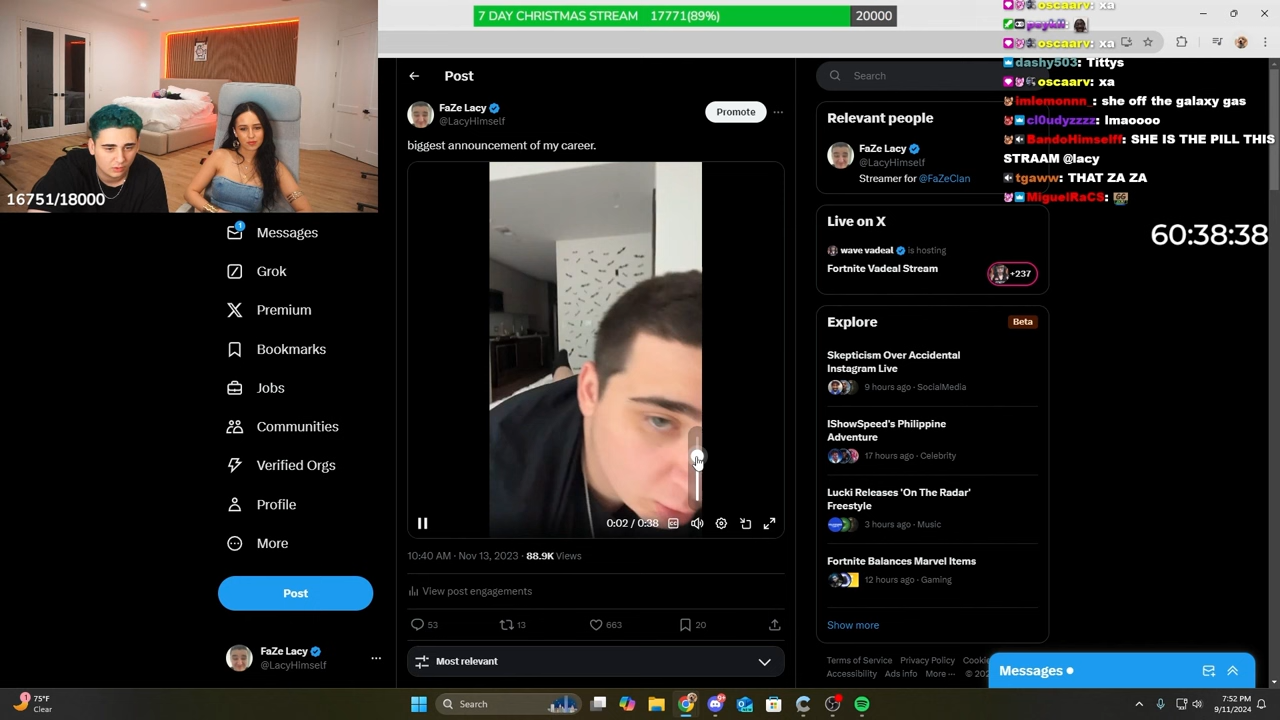 7 DAY CHRISTMAS STREAM 17771(89%) 20000
16751/18000
Messages
1
Grok
Premium
Bookmarks
Jobs
Communities
Verified Orgs
Profile
More
Post
FaZe Lacy
@LacyHimself
Post
FaZe Lacy
@LacyHimself
Promote
biggest announcement of my career.
0:02 / 0:38
10:40 AM · Nov 13, 2023 · 88.9K Views
View post engagements
53 13 663 20
Most relevant
Search
Relevant people
FaZe Lacy
@LacyHimself
Streamer for @FaZeClan
Live on X
wave vadeal is hosting
Fortnite Vadeal Stream
+237
Explore
Beta
Skepticism Over Accidental
Instagram Live
9 hours ago · SocialMedia
IShowSpeed's Philippine
Adventure
17 hours ago · Celebrity
Lucki Releases 'On The Radar'
Freestyle
3 hours ago · Music
Fortnite Balances Marvel Items
12 hours ago · Gaming
Show more
Terms of Service Privacy Policy Cookie
Accessibility Ads info More ··· © 202
Messages
oscaarv: xa
psykii:
oscaarv: xa
dashy503: Tittys
oscaarv: xa
imlemonnn_: she off the galaxy gas
cl0udyzzzz: lmaoooo
BandoHimselff: SHE IS THE PILL THIS
STRAAM @lacy
tgaww: THAT ZA ZA
MiguelRaCS: GG
60:38:38
1
75°F
Clear
Search
7:52 PM
9/11/2024